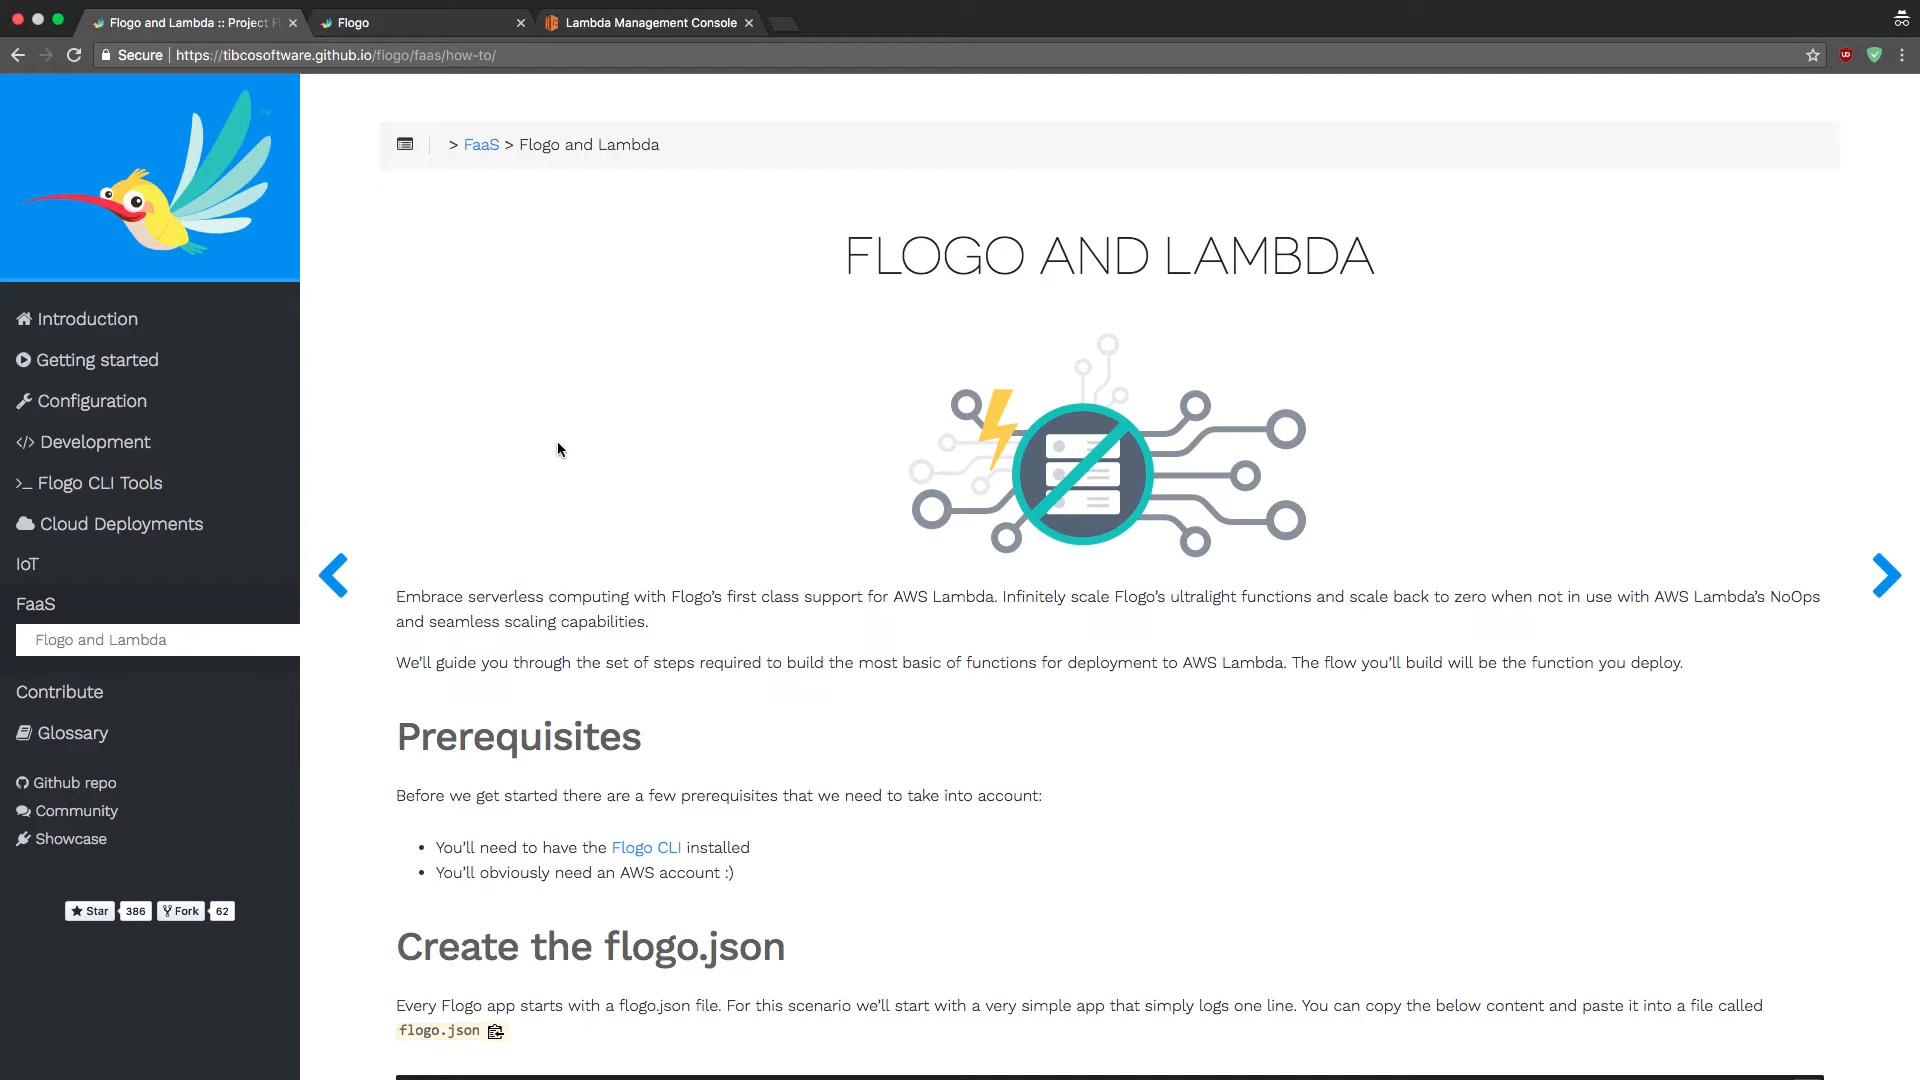 Flogo and Lambda :: Project F
Flogo
Lambda Management Console
Secure
https://tibcosoftware.github.io/flogo/faas/how-to/
TM
Introduction
Getting started
Configuration
Development
Flogo CLI Tools
Cloud Deployments
IoT
FaaS
Flogo and Lambda
Contribute
Glossary
Github repo
Community
Showcase
Star
386
Fork
62
> FaaS > Flogo and Lambda
FLOGO AND LAMBDA
Embrace serverless computing with Flogo's first class support for AWS Lambda. Infinitely scale Flogo's ultralight functions and scale back to zero when not in use with AWS Lambda's NoOps
and seamless scaling capabilities.
We'll guide you through the set of steps required to build the most basic of functions for deployment to AWS Lambda. The flow you'll build will be the function you deploy.
Prerequisites
Before we get started there are a few prerequisites that we need to take into account:
• You'll need to have the Flogo CLI installed
• You'll obviously need an AWS account :)
Create the flogo.json
Every Flogo app starts with a flogo.json file. For this scenario we'll start with a very simple app that simply logs one line. You can copy the below content and paste it into a file called
flogo.json